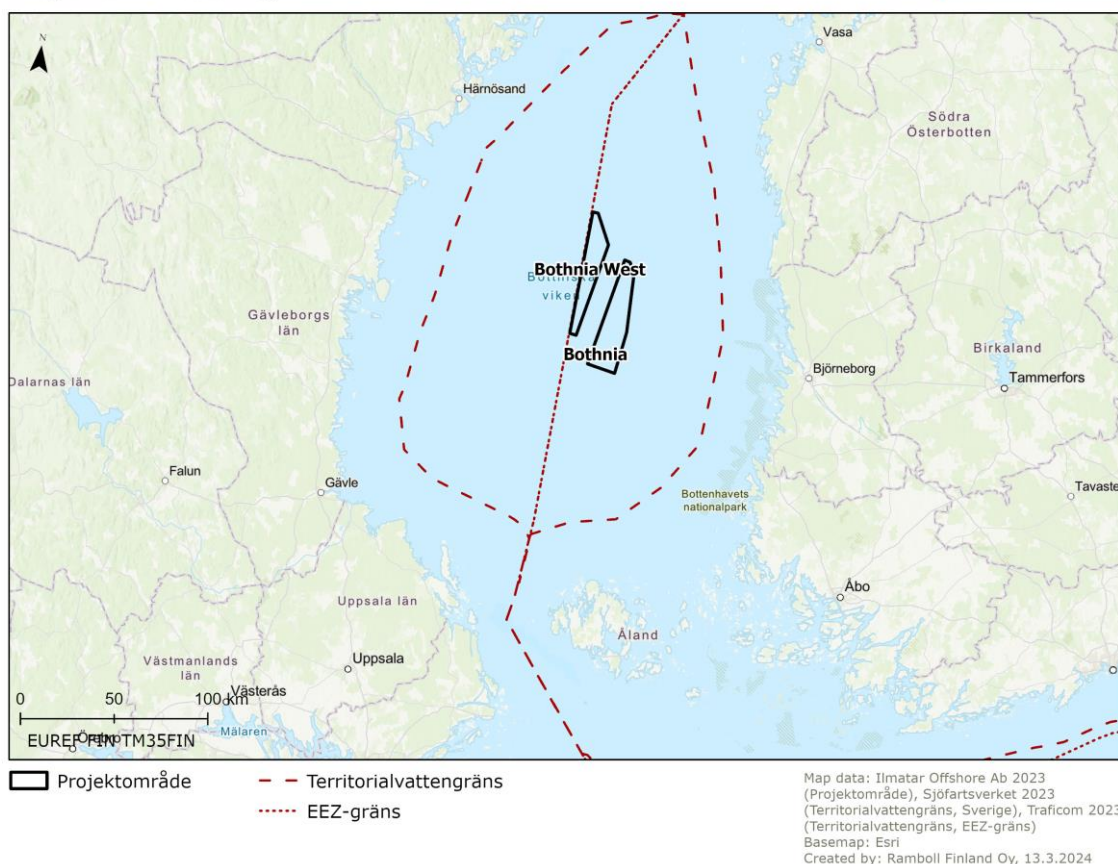 N
Vasa
Härnösand
Södra
Österbotten
Bothnia West
Bottniska
viken
Gävleborgs
län
Bothnia
Birkaland
Björneborg
Tammerfors
Dalarnas län
Falun
Gävle
Bottenhavets
nationalpark
Tavaste
Åbo
Uppsala län
Åland
Västmanlands
län
Uppsala
0 50 100 km
Västerås
Mälaren
EUREF FIN TM35FIN
Örebro
Projektområde
Territorialvattengräns
EEZ-gräns
Map data: Ilmatar Offshore Ab 2023
(Projektområde), Sjöfartsverket 2023
(Territorialvattengräns, Sverige), Traficom 2023
(Territorialvattengräns, EEZ-gräns)
Basemap: Esri
Created by: Ramboll Finland Oy, 13.3.2024